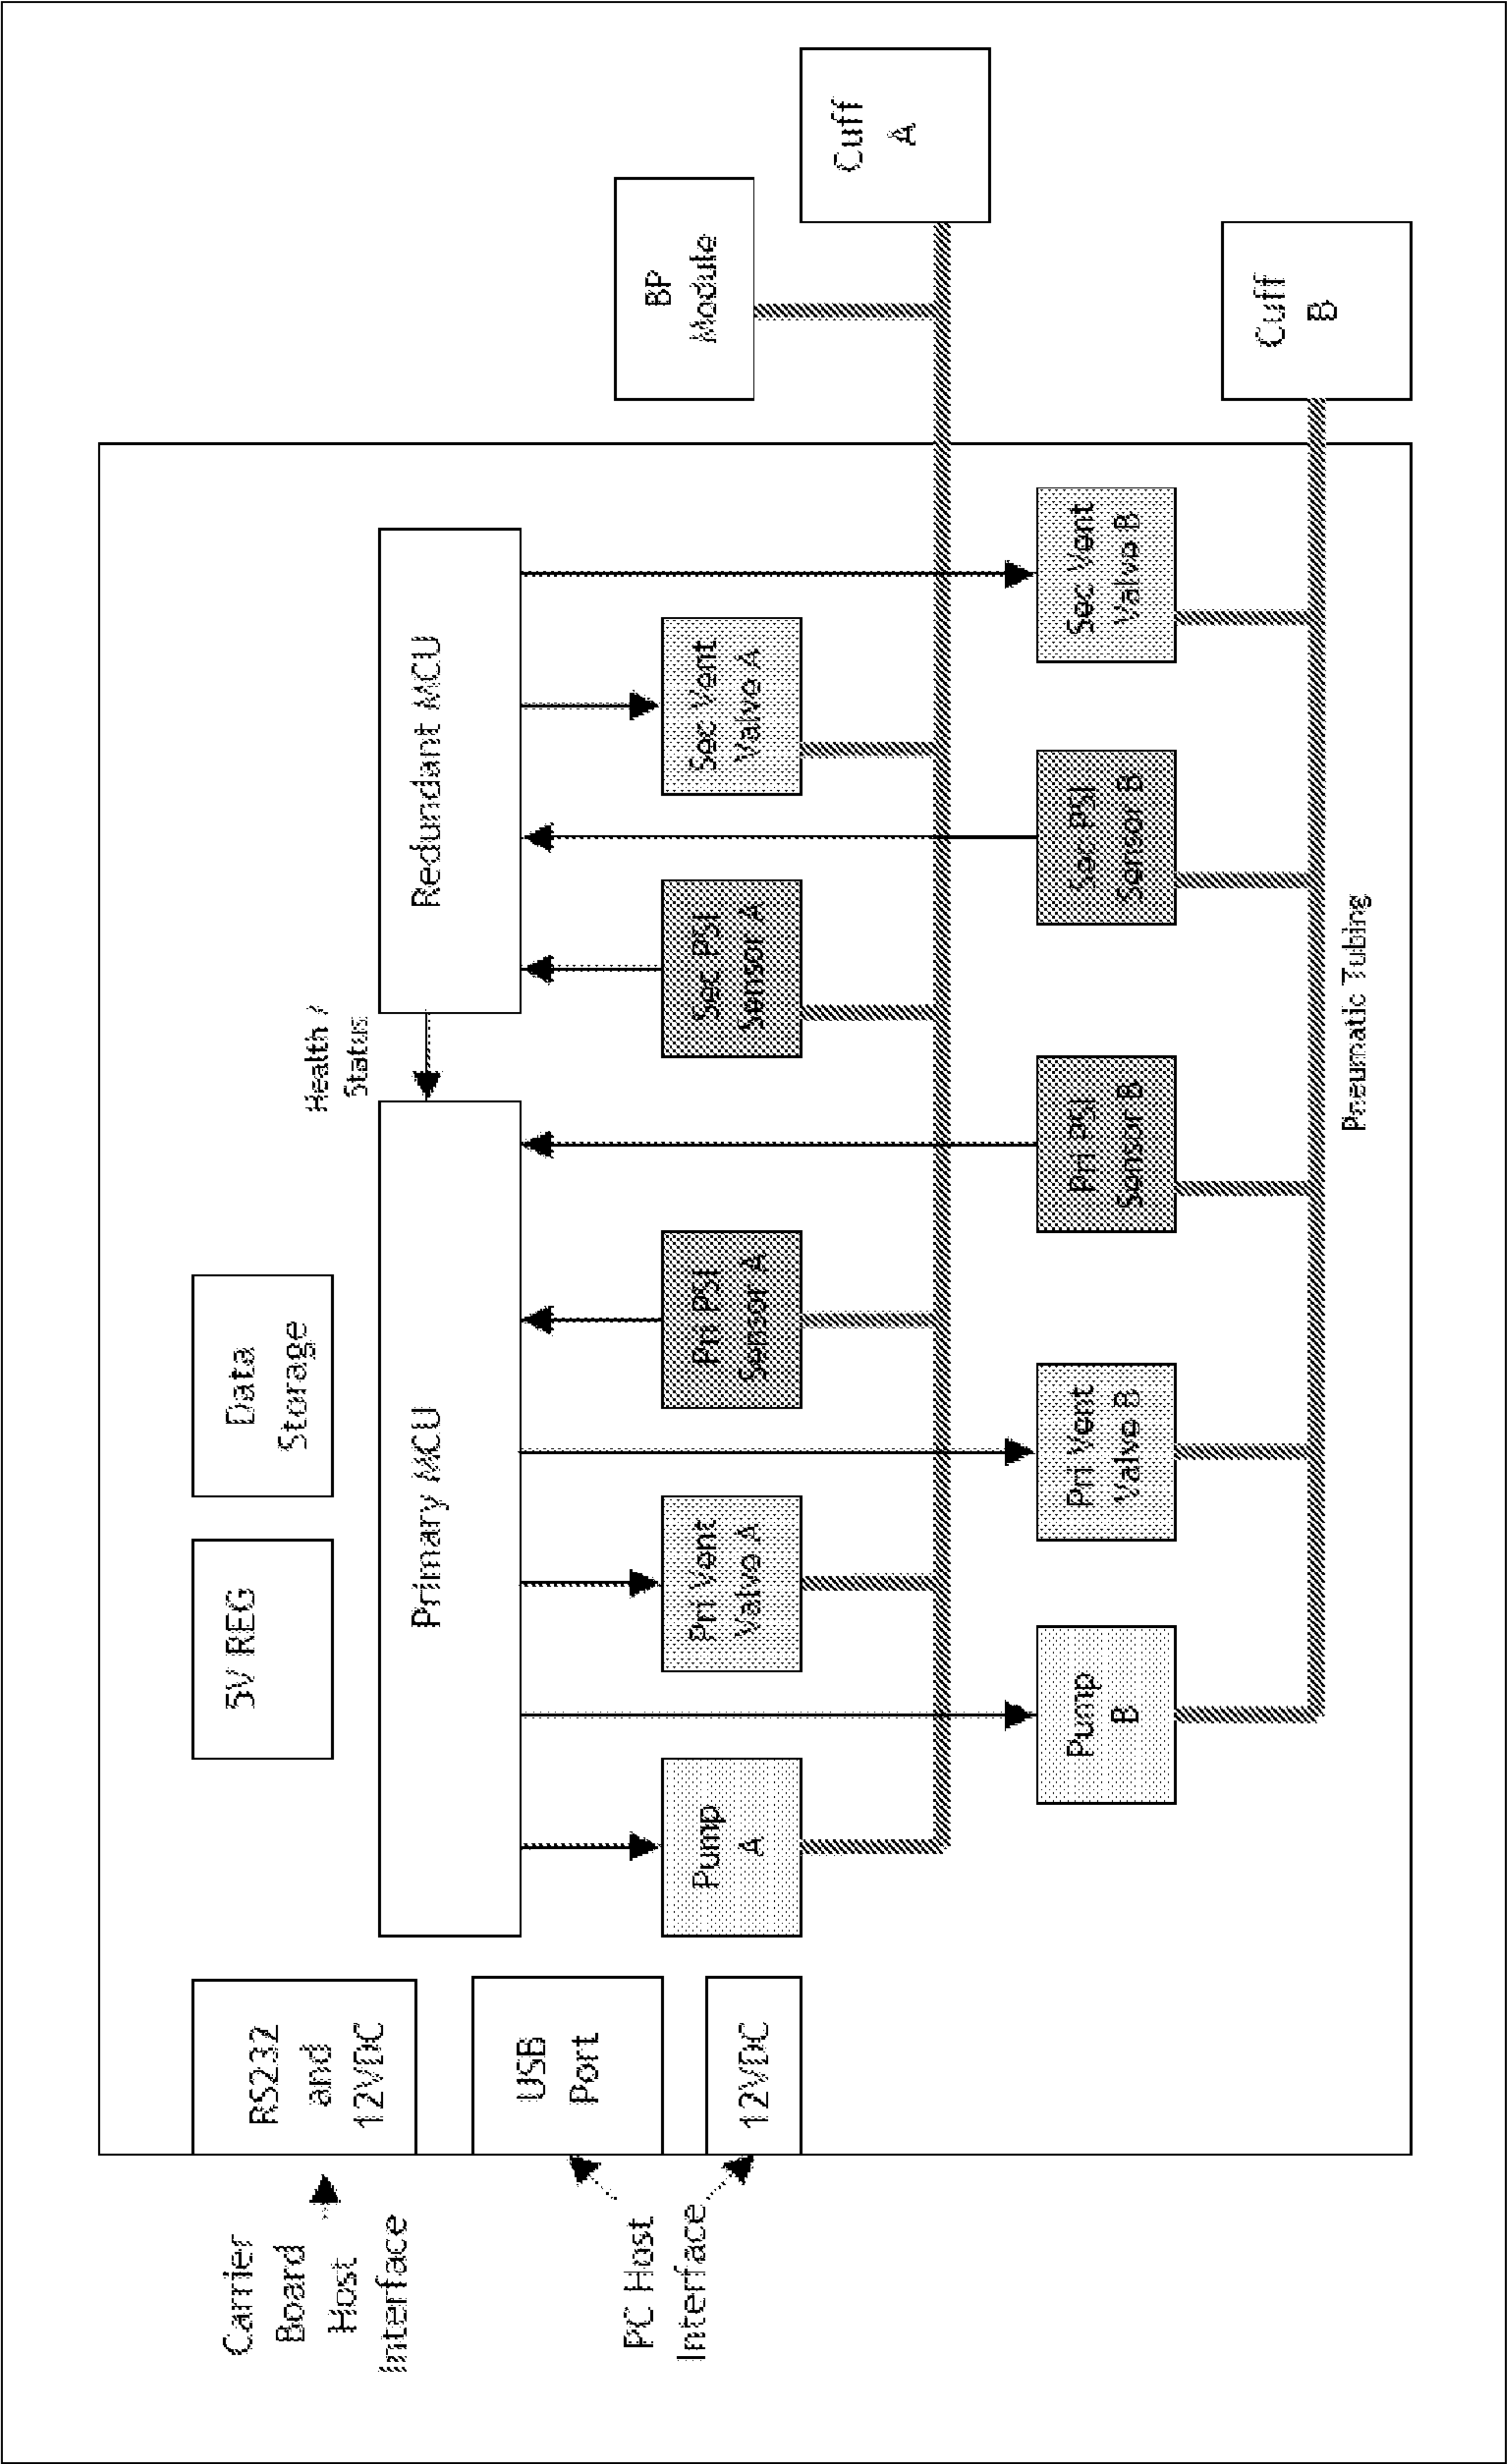 Carrier
Board
Host
Interface
PC Host
Interface
RS232
and
12VDC
USB
Port
12VDC
5V REG
Data
Storage
Primary MCU
Health /
Status
Redundant MCU
Pump
A
Pri Vent
Valve A
Pri PSI
Sensor A
Sec PSI
Sensor A
Sec Vent
Valve A
BP
Module
Cuff
A
Pump
B
Pri Vent
Valve B
Pri PSI
Sensor B
Sec PSI
Sensor B
Sec Vent
Valve B
Cuff
B
Pneumatic Tubing